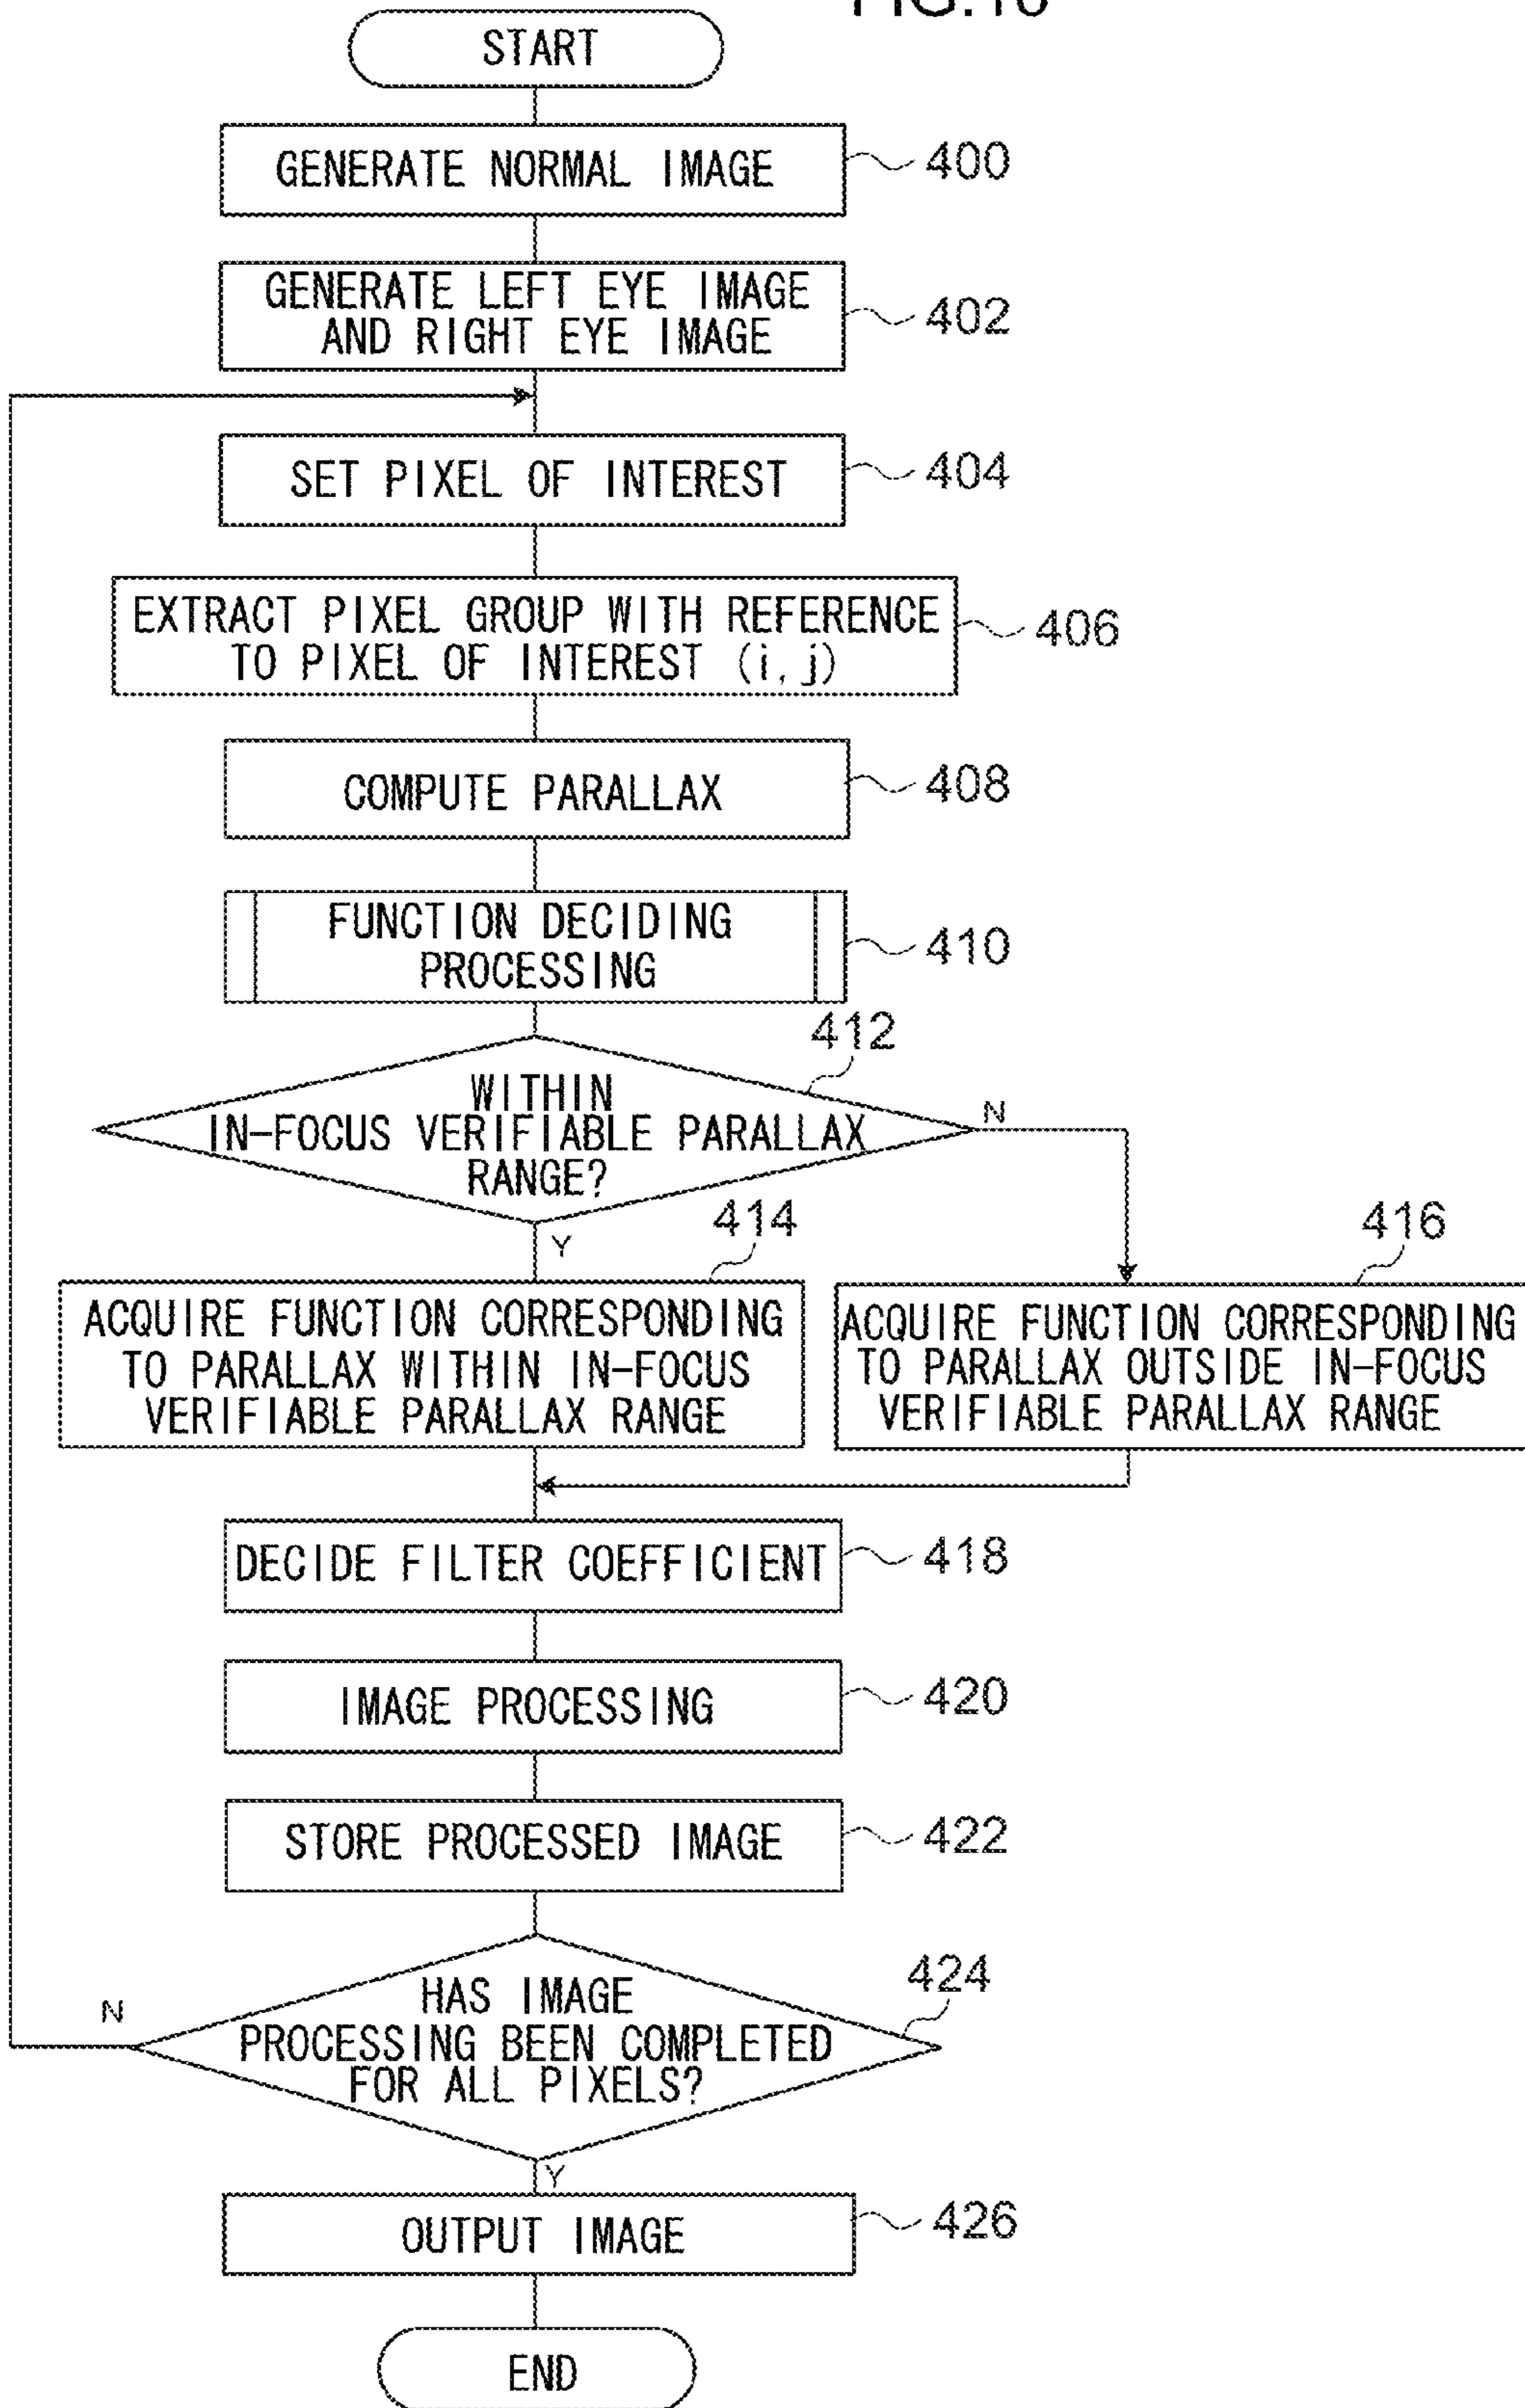 START
GENERATE NORMAL IMAGE
400
GENERATE LEFT EYE IMAGE
AND RIGHT EYE IMAGE
402
SET PIXEL OF INTEREST
404
EXTRACT PIXEL GROUP WITH REFERENCE
TO PIXEL OF INTEREST (i, j)
406
COMPUTE PARALLAX
408
FUNCTION DECIDING
PROCESSING
410
412
WITHIN
IN-FOCUS VERIFIABLE PARALLAX
RANGE?
N
Y
414
ACQUIRE FUNCTION CORRESPONDING
TO PARALLAX WITHIN IN-FOCUS
VERIFIABLE PARALLAX RANGE
416
ACQUIRE FUNCTION CORRESPONDING
TO PARALLAX OUTSIDE IN-FOCUS
VERIFIABLE PARALLAX RANGE
DECIDE FILTER COEFFICIENT
418
IMAGE PROCESSING
420
STORE PROCESSED IMAGE
422
424
HAS IMAGE
PROCESSING BEEN COMPLETED
FOR ALL PIXELS?
N
Y
OUTPUT IMAGE
426
END